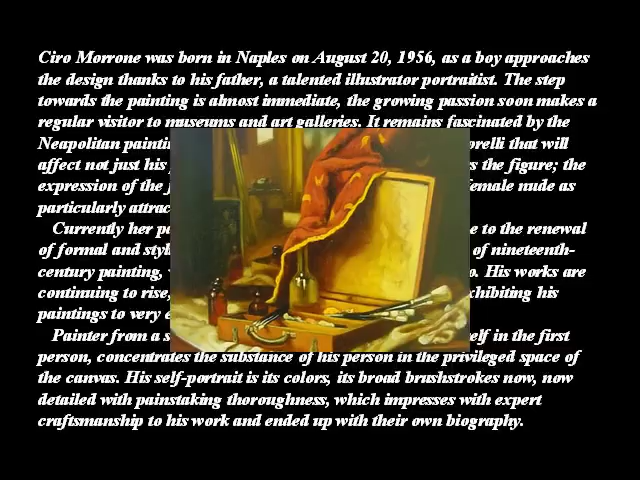 Ciro Morrone was born in Naples on August 20, 1956, as a boy approaches
the design thanks to his father, a talented illustrator portraitist. The step
towards the painting is almost immediate, the growing passion soon makes a
regular visitor to museums and art galleries. It remains fascinated by the
Neapolitan that will
affect not just his the figure; the
expression of the nude as
particularly
Currently her to the renewal
of formal and of nineteenth-
century painting, His works are
continuing to rise, his
paintings to very
Painter from a in the first
person, concentrates the substance of his person in the privileged space of
the canvas. His self-portrait is its colors, its broad brushstrokes now, now
detailed with painstaking thoroughness, which impresses with expert
craftsmanship to his work and ended up with their own biography.